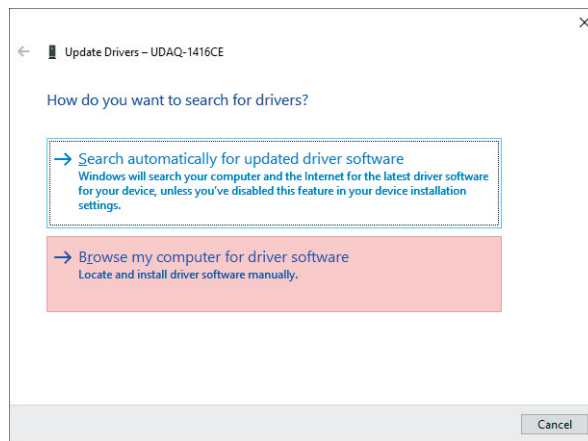 Update Drivers – UDAQ-1416CE
How do you want to search for drivers?
Search automatically for updated driver software
Windows will search your computer and the Internet for the latest driver software
for your device, unless you've disabled this feature in your device installation
settings.
Browse my computer for driver software
Locate and install driver software manually.
Cancel